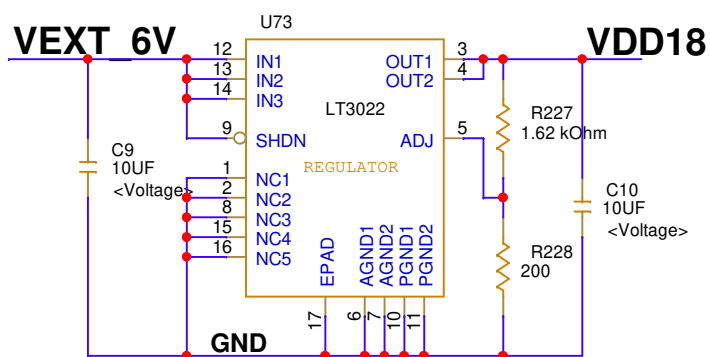 U73
VEXT_6V
VDD18
12
IN1
OUT1
3
13
IN2
OUT2
4
14
IN3
LT3022
R227
1.62 kOhm
9
SHDN
ADJ
5
C9
10UF
<Voltage>
REGULATOR
1
NC1
2
NC2
8
NC3
15
NC4
16
NC5
C10
10UF
<Voltage>
EPAD
AGND1
AGND2
PGND1
PGND2
R228
200
17
6
7
10
11
GND